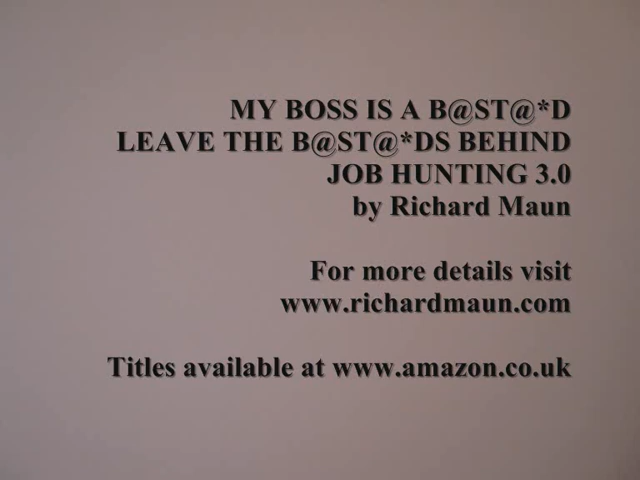 MY BOSS IS A B@ST@*D
LEAVE THE B@ST@*DS BEHIND
JOB HUNTING 3.0
by Richard Maun
For more details visit
www.richardmaun.com
Titles available at www.amazon.co.uk